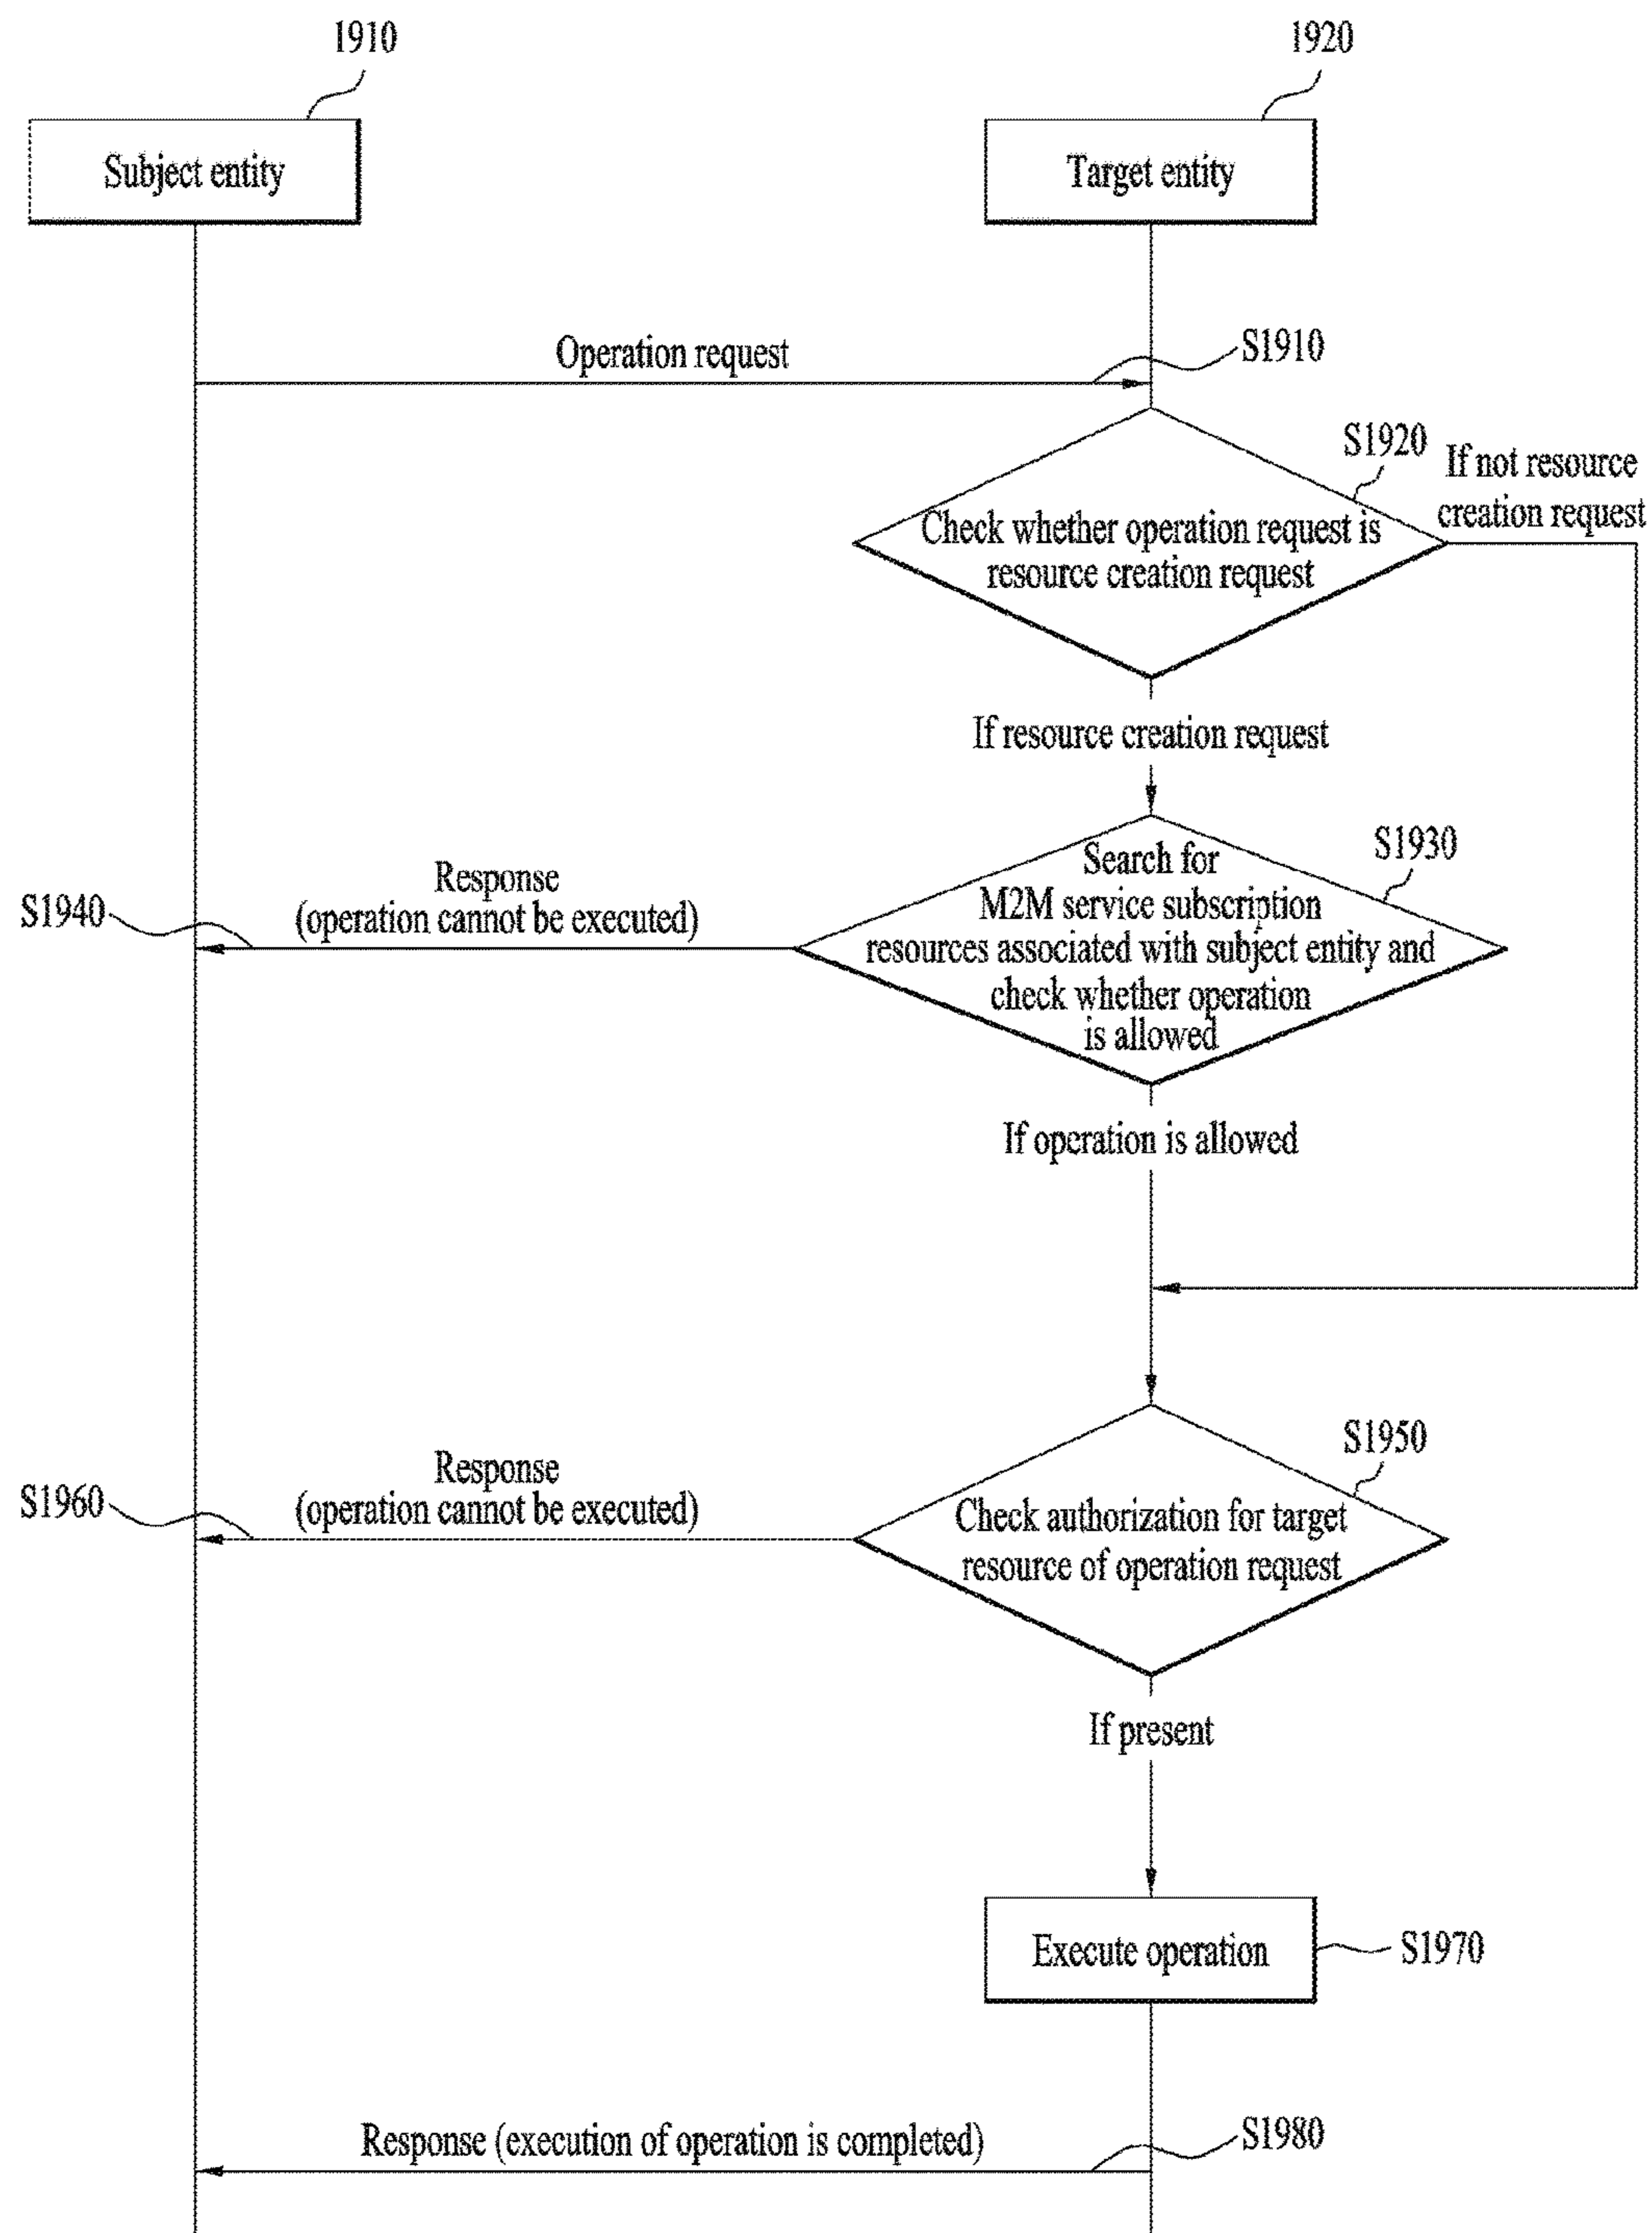 1910
1920
Subject entity
Target entity
Operation request
S1910
S1920
If not resource
creation request
Check whether operation request is
resource creation request
If resource creation request
S1930
Search for
M2M service subscription
resources associated with subject entity and
check whether operation
is allowed
Response
(operation cannot be executed)
S1940
If operation is allowed
S1950
Response
(operation cannot be executed)
S1960
Check authorization for target
resource of operation request
If present
Execute operation
S1970
Response (execution of operation is completed)
S1980